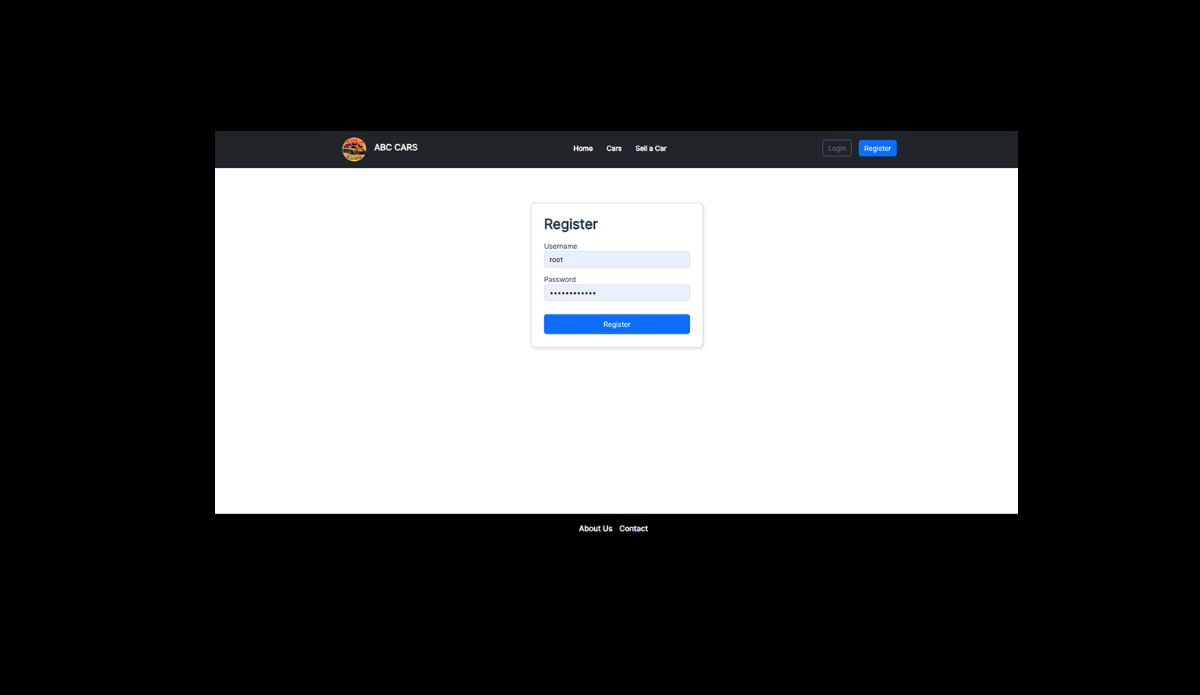 ABC CARS
Home Cars Sell a Car
Login Register
Register
Username
root
Password
••••••••••••
Register
About Us Contact